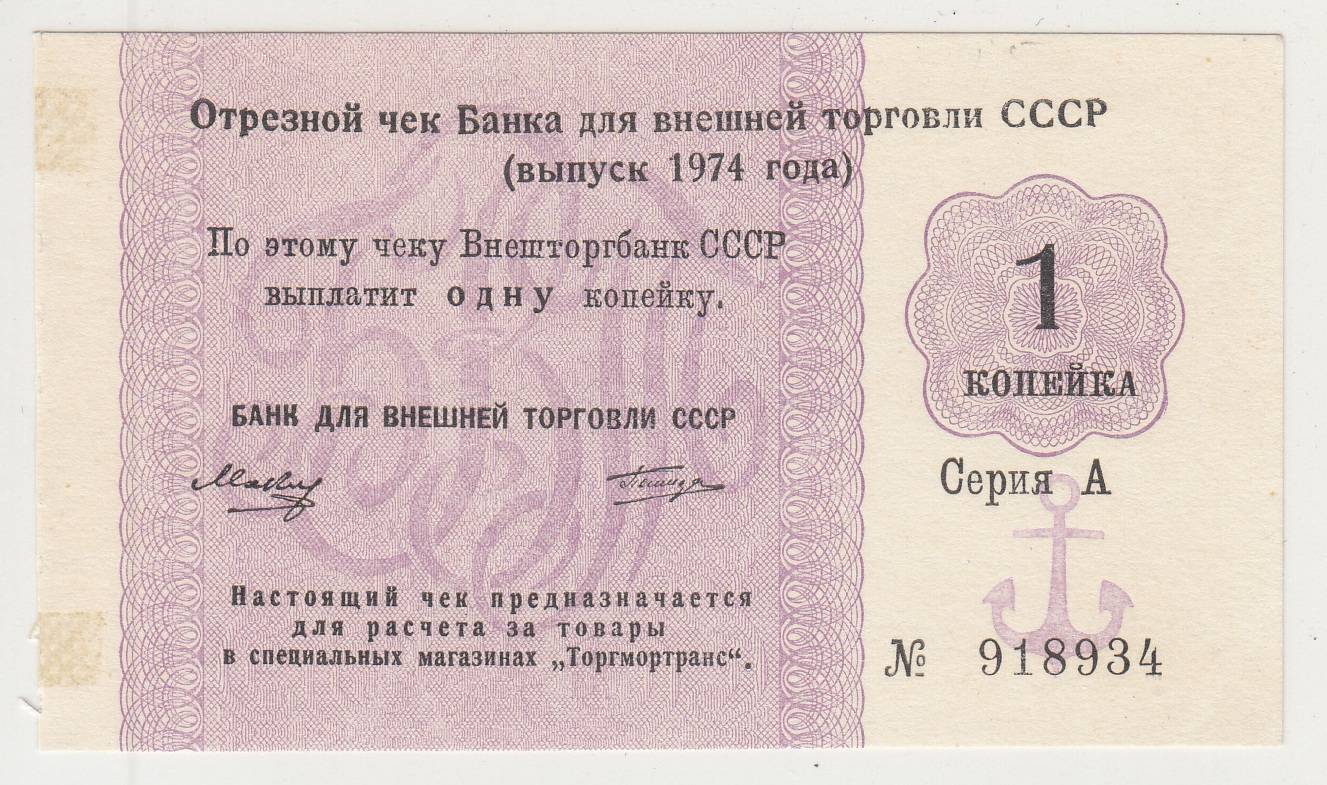 Отрезной чек Банка для внешней торговли СССР
(выпуск 1974 года)
По этому чеку Внешторгбанк СССР
выплатит одну копейку.
1
КОПЕЙКА
БАНК ДЛЯ ВНЕШНЕЙ ТОРГОВЛИ СССР
Серия А
Настоящий чек предназначается
для расчета за товары
в специальных магазинах „Торгмортранс“.
№ 918934